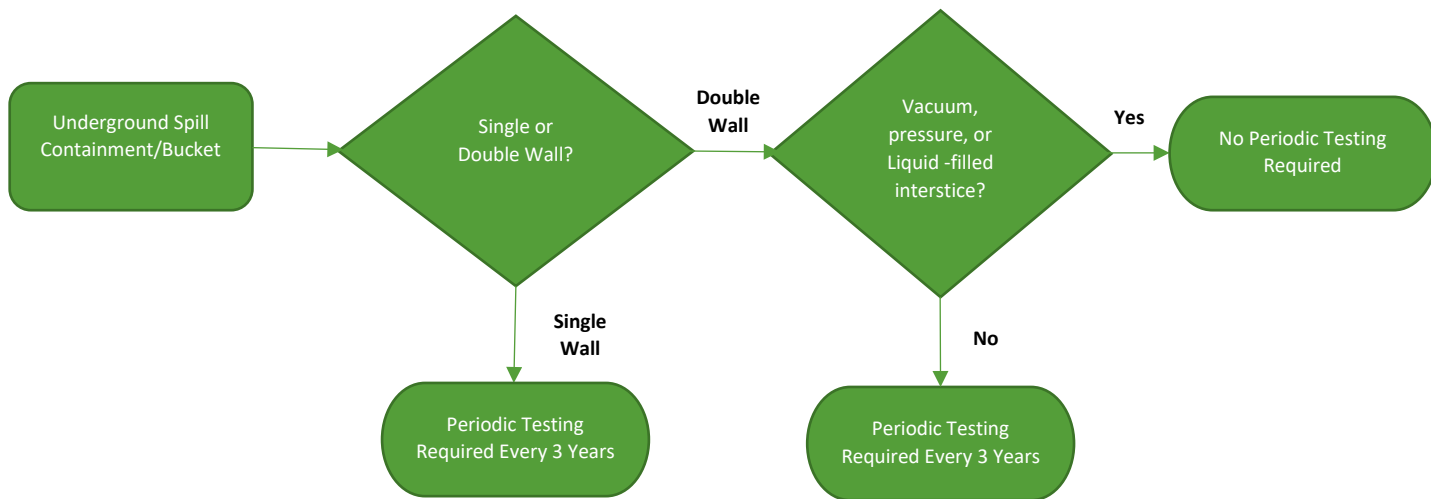 Underground Spill
Containment/Bucket
Single or
Double Wall?
Double
Wall
Vacuum,
pressure, or
Liquid -filled
interstice?
Yes
No Periodic Testing
Required
Single
Wall
No
Periodic Testing
Required Every 3 Years
Periodic Testing
Required Every 3 Years